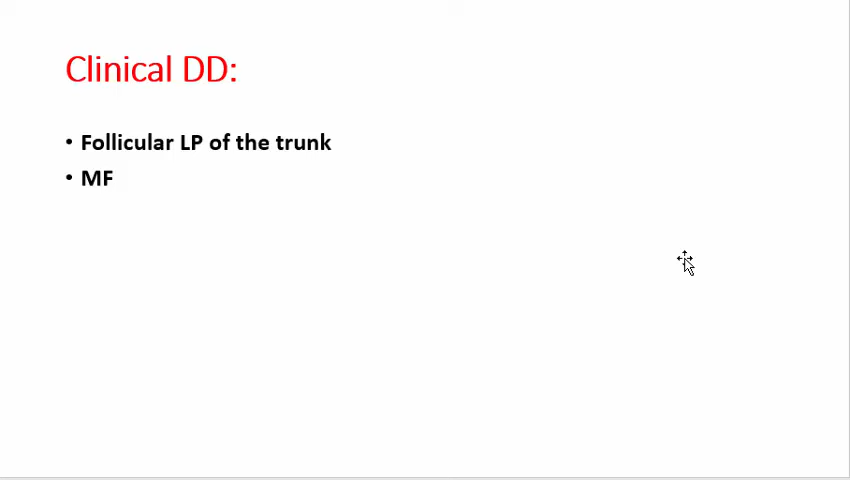 Clinical DD:
• Follicular LP of the trunk
• MF